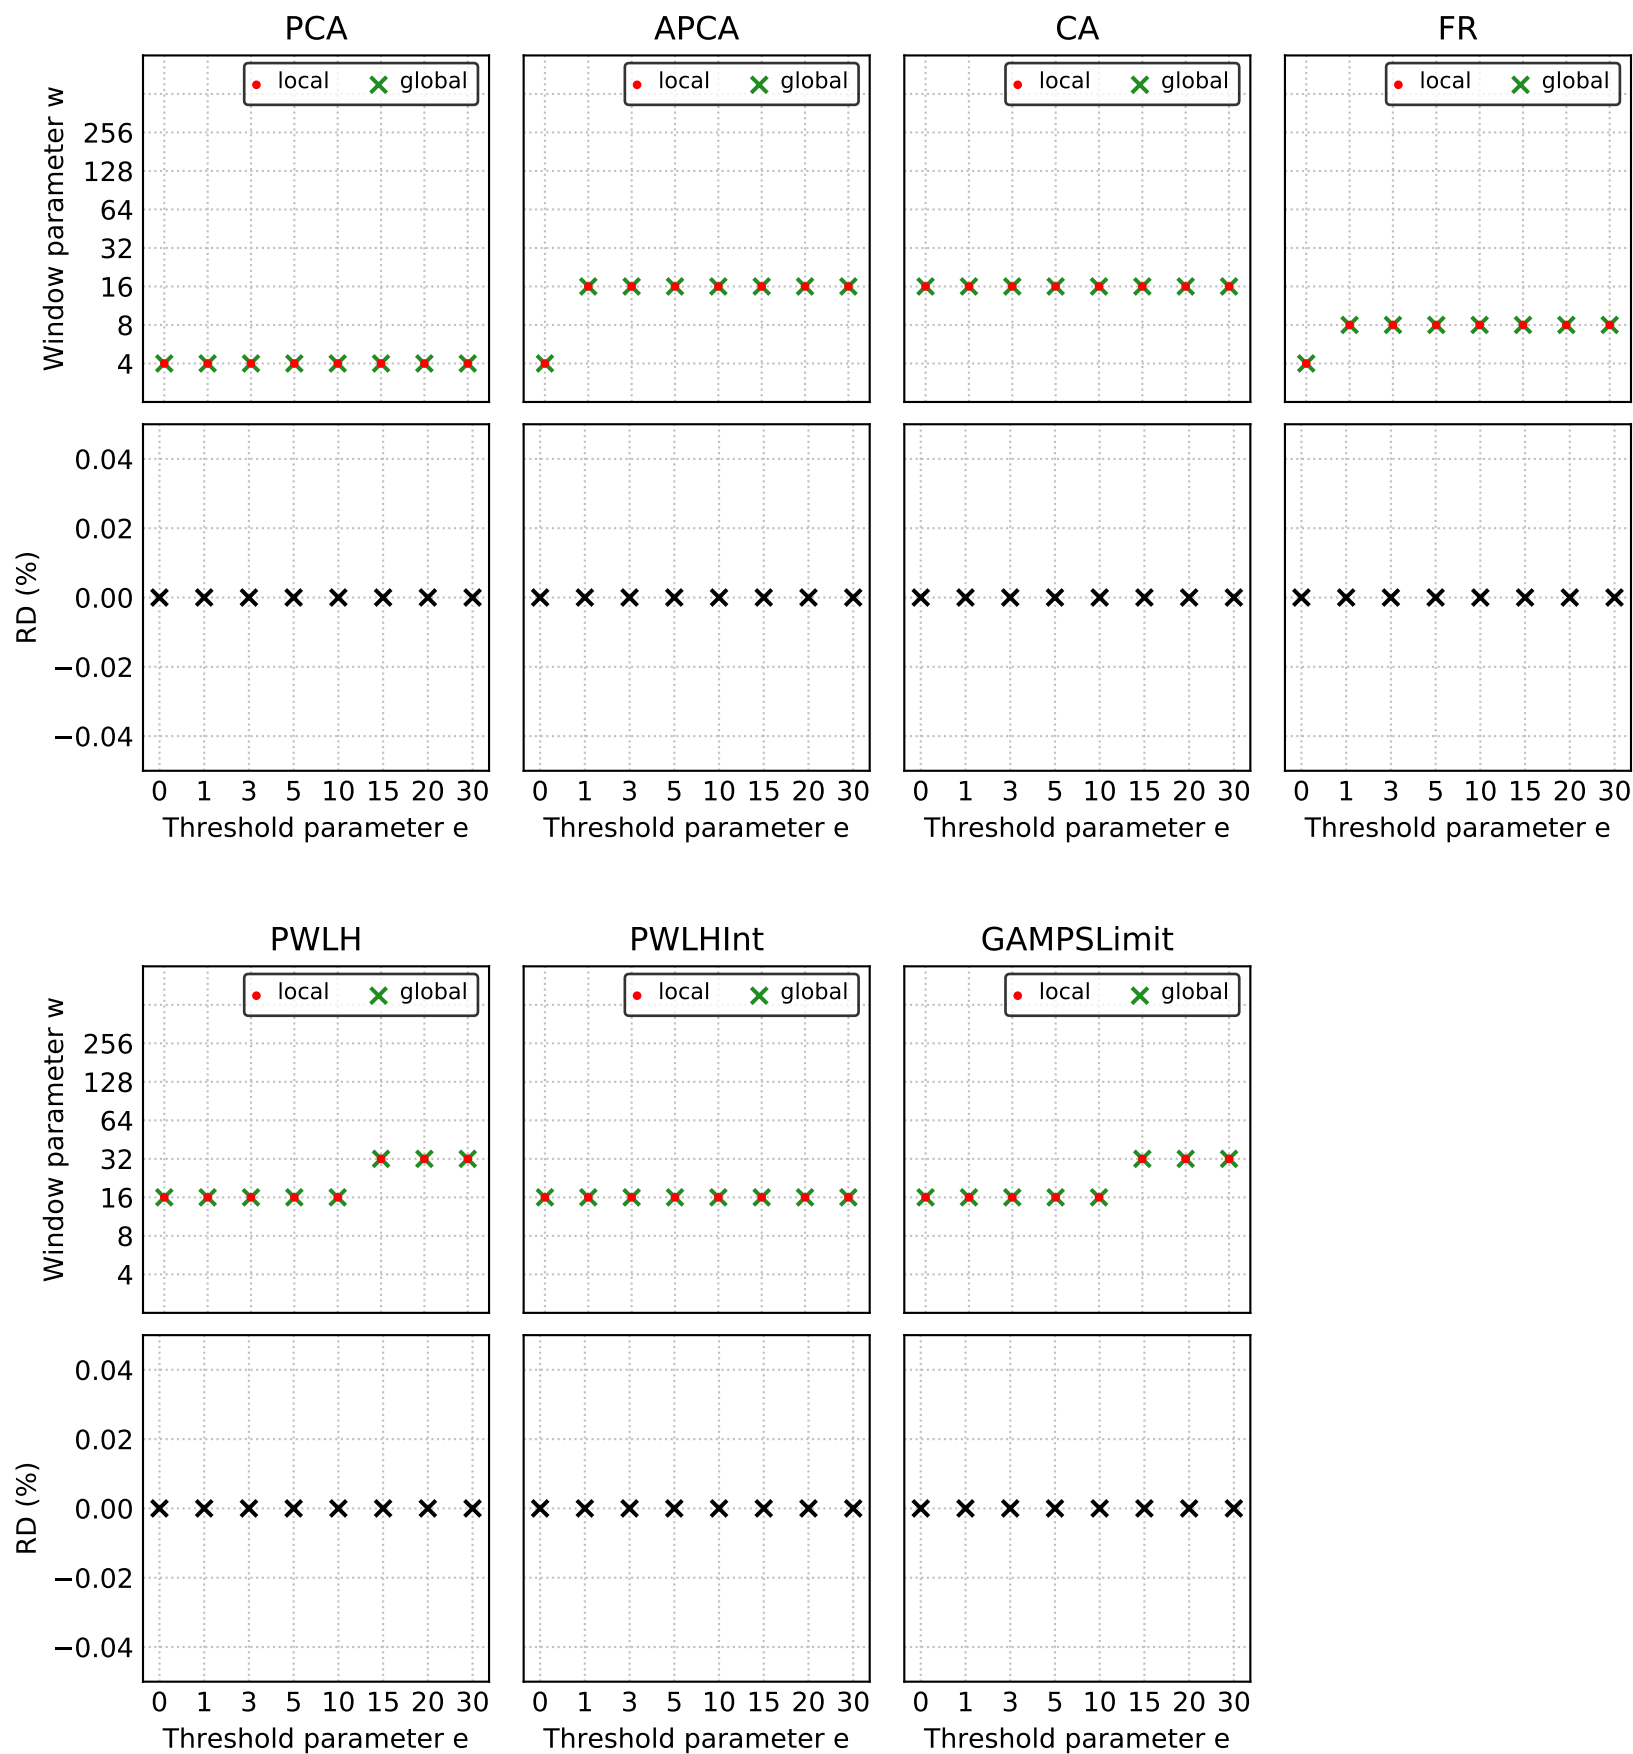 PCA APCA CA FR
local global local global local global local global
Window parameter w
256
128
64
32
16
8
4
RD (%)
0.04
0.02
0.00
−0.02
−0.04
0 1 3 5 10 15 20 30 0 1 3 5 10 15 20 30 0 1 3 5 10 15 20 30 0 1 3 5 10 15 20 30
Threshold parameter e Threshold parameter e Threshold parameter e Threshold parameter e
PWLH PWLHInt GAMPSLimit
local global local global local global
Window parameter w
256
128
64
32
16
8
4
RD (%)
0.04
0.02
0.00
−0.02
−0.04
0 1 3 5 10 15 20 30 0 1 3 5 10 15 20 30 0 1 3 5 10 15 20 30
Threshold parameter e Threshold parameter e Threshold parameter e